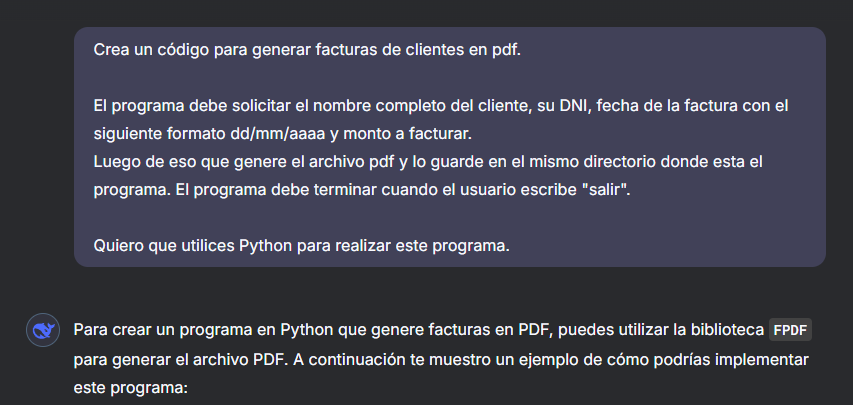 Crea un código para generar facturas de clientes en pdf.
El programa debe solicitar el nombre completo del cliente, su DNI, fecha de la factura con el
siguiente formato dd/mm/aaaa y monto a facturar.
Luego de eso que genere el archivo pdf y lo guarde en el mismo directorio donde esta el
programa. El programa debe terminar cuando el usuario escribe "salir".
Quiero que utilices Python para realizar este programa.
Para crear un programa en Python que genere facturas en PDF, puedes utilizar la biblioteca FPDF
para generar el archivo PDF. A continuación te muestro un ejemplo de cómo podrías implementar
este programa: